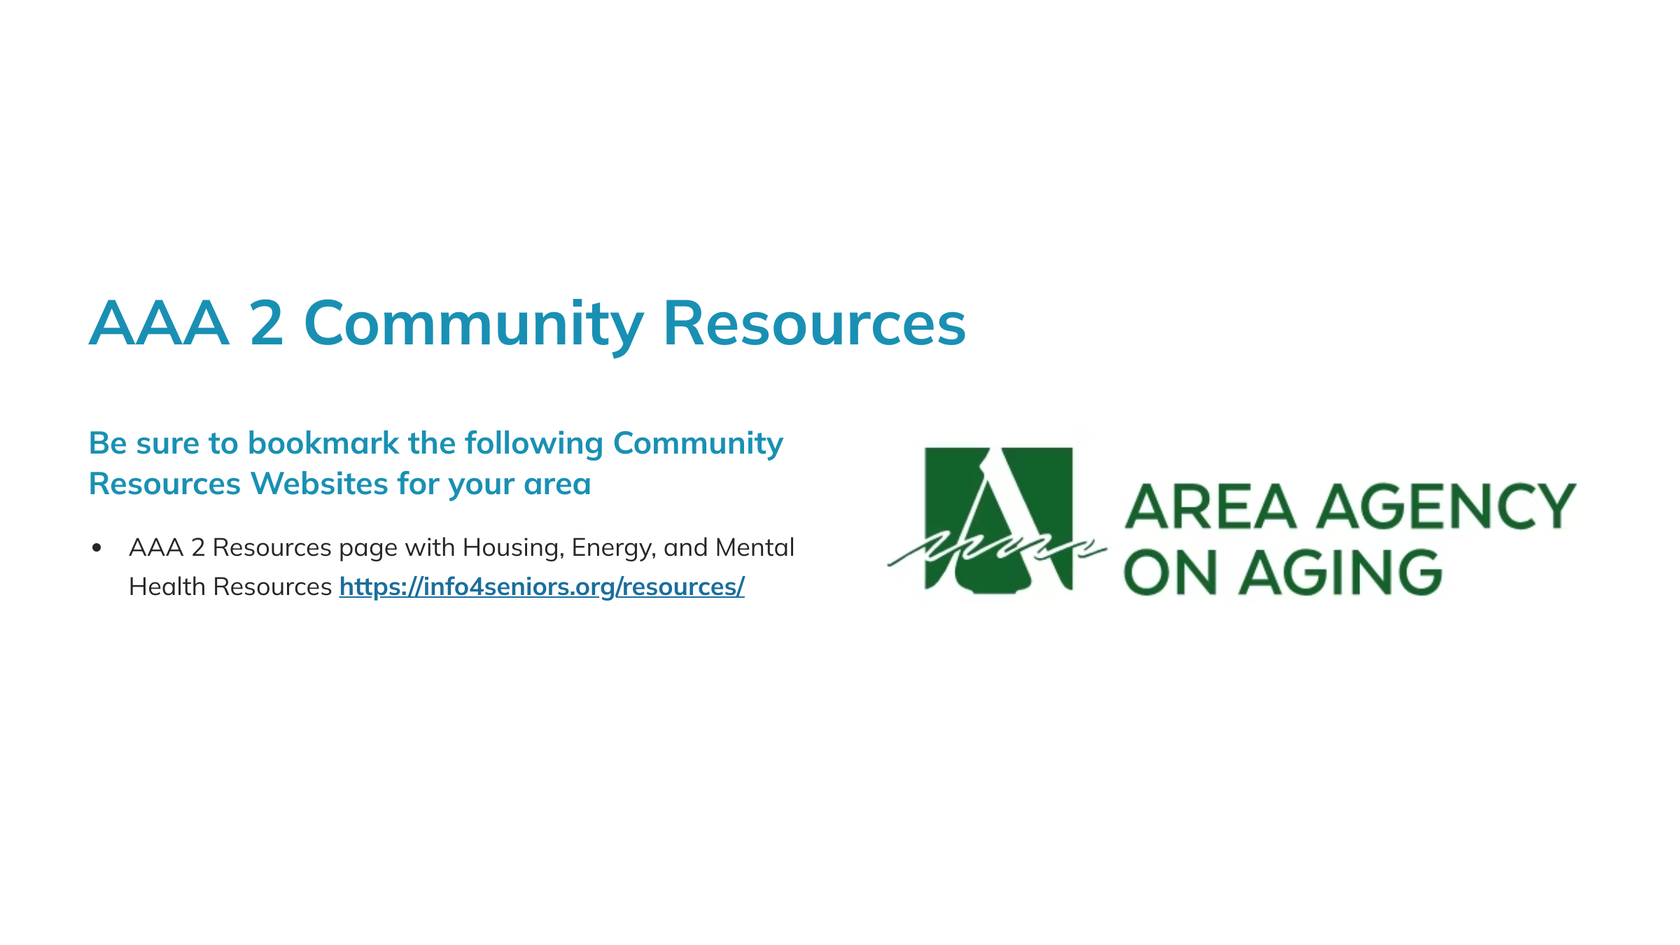 AAA 2 Community Resources
Be sure to bookmark the following Community
Resources Websites for your area
• AAA 2 Resources page with Housing, Energy, and Mental
Health Resources https://info4seniors.org/resources/
AREA AGENCY
ON AGING